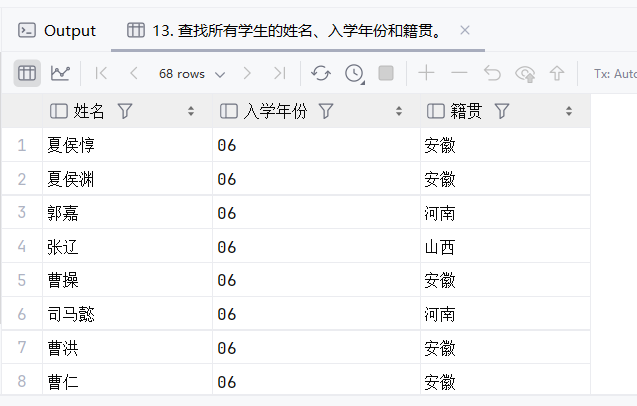 Output 13. 查找所有学生的姓名、入学年份和籍贯。
68 rows Tx: Auto
姓名 入学年份 籍贯
1 夏侯惇 06 安徽
2 夏侯渊 06 安徽
3 郭嘉 06 河南
4 张辽 06 山西
5 曹操 06 安徽
6 司马懿 06 河南
7 曹洪 06 安徽
8 曹仁 06 安徽